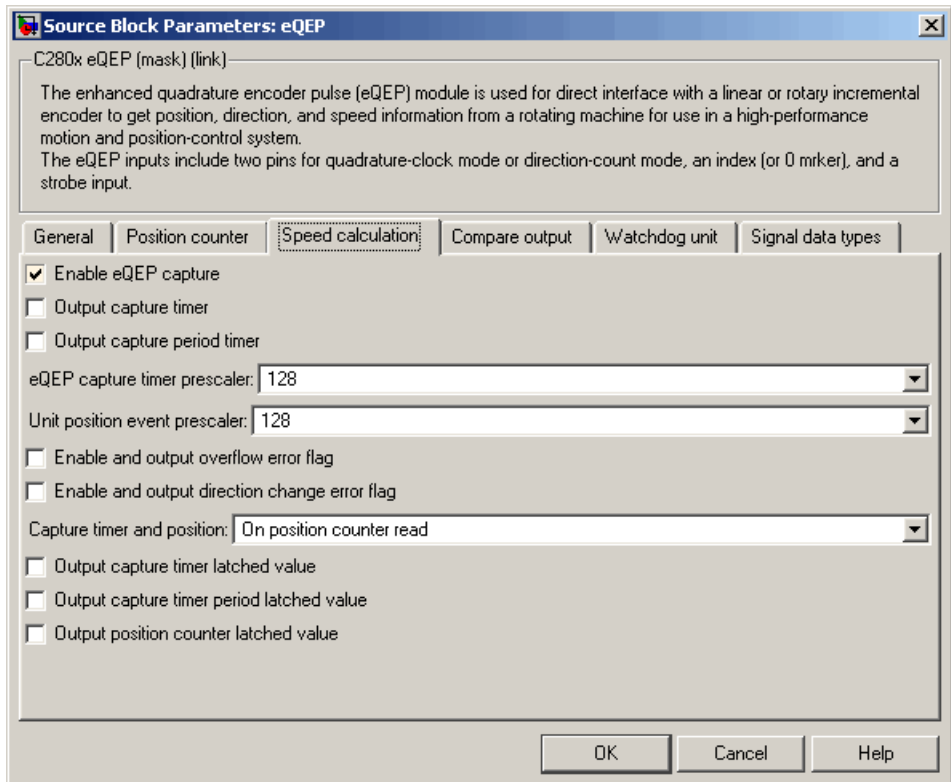 Source Block Parameters: eQEP
C280x eQEP (mask) (link)
The enhanced quadrature encoder pulse (eQEP) module is used for direct interface with a linear or rotary incremental
encoder to get position, direction, and speed information from a rotating machine for use in a high-performance
motion and position-control system.
The eQEP inputs include two pins for quadrature-clock mode or direction-count mode, an index (or 0 mrker), and a
strobe input.
General Position counter Speed calculation Compare output Watchdog unit Signal data types
Enable eQEP capture
Output capture timer
Output capture period timer
eQEP capture timer prescaler: 128
Unit position event prescaler: 128
Enable and output overflow error flag
Enable and output direction change error flag
Capture timer and position: On position counter read
Output capture timer latched value
Output capture timer period latched value
Output position counter latched value
OK Cancel Help